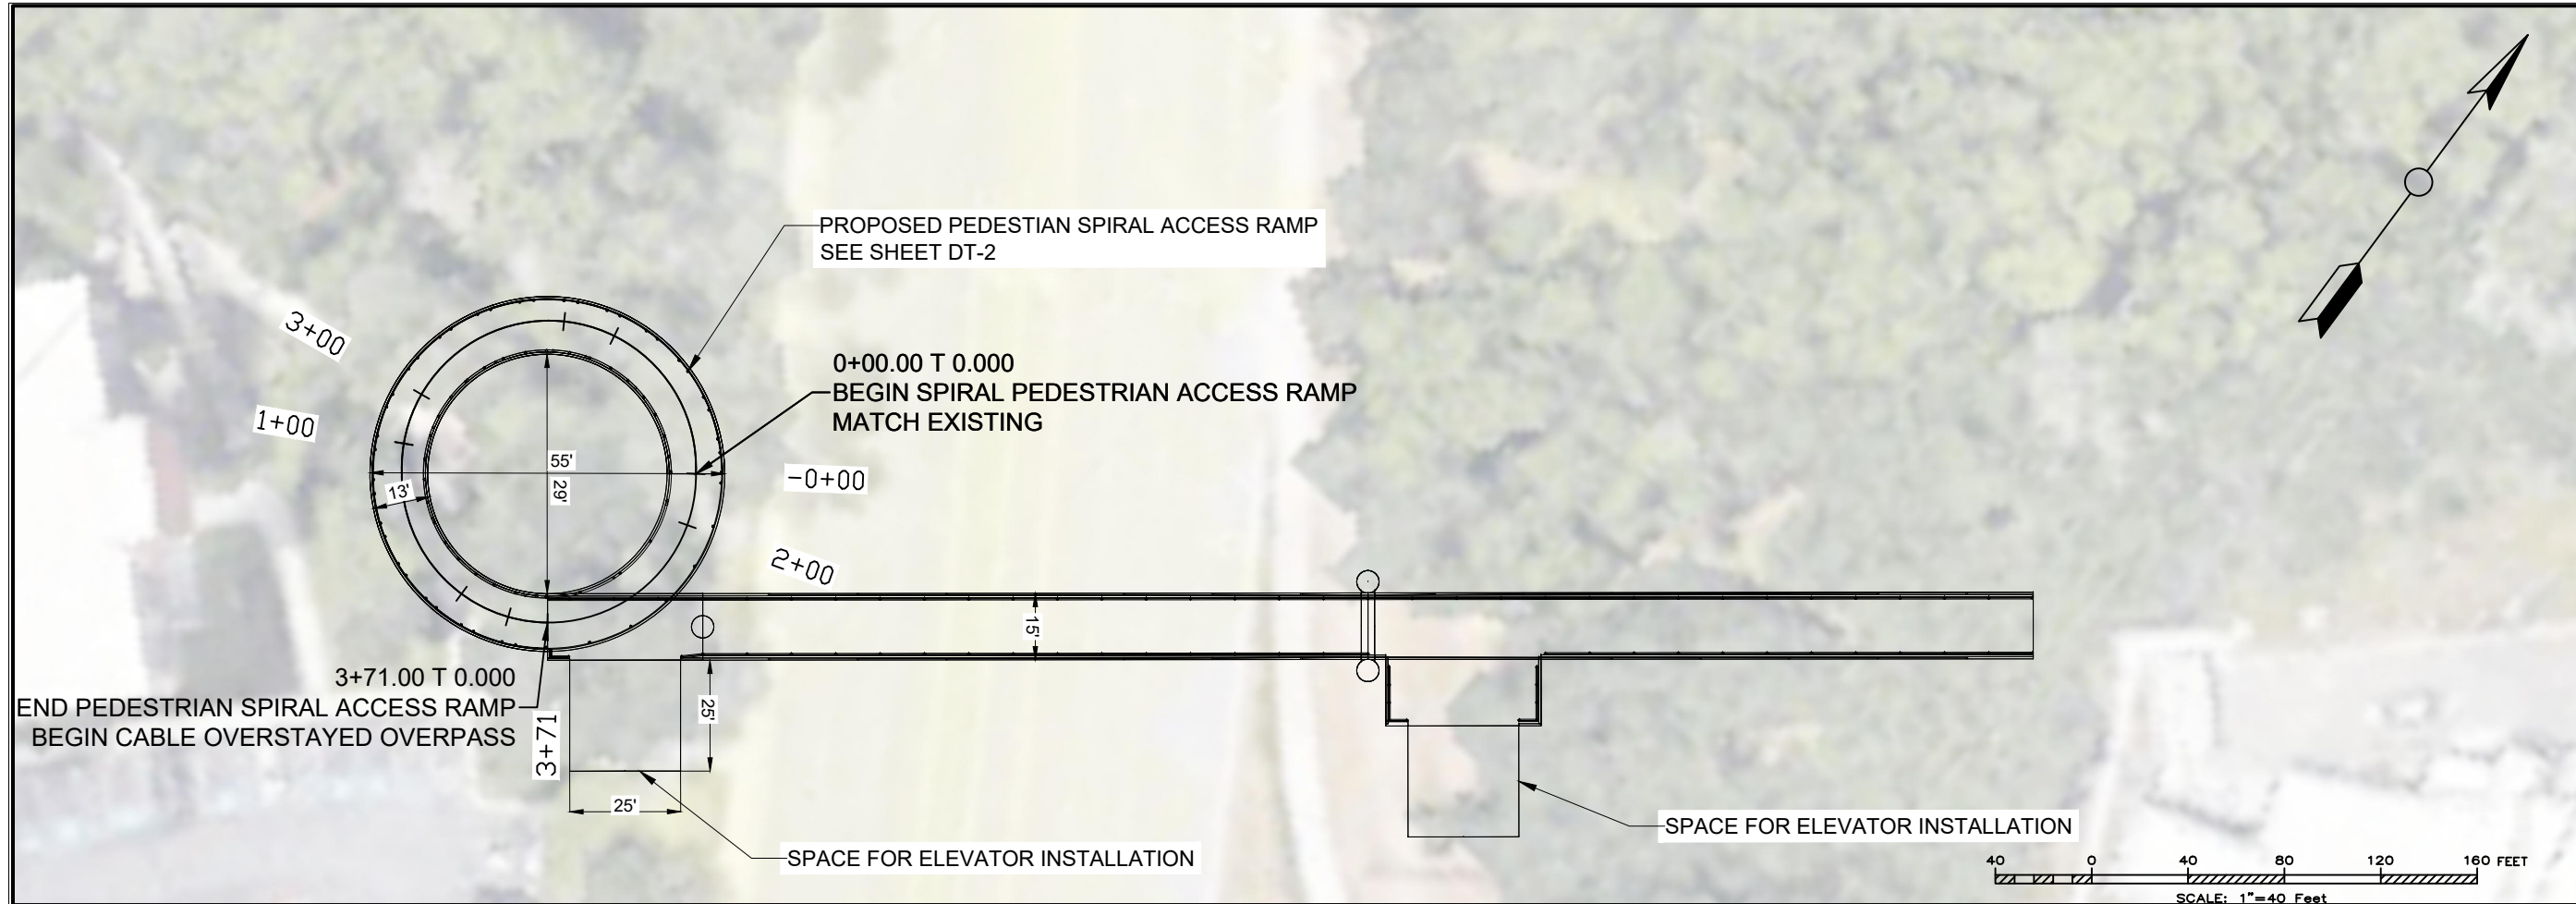 PROPOSED PEDESTIAN SPIRAL ACCESS RAMP
SEE SHEET DT-2
3+00
0+00.00 T 0.000
BEGIN SPIRAL PEDESTRIAN ACCESS RAMP
MATCH EXISTING
1+00
55'
29'
13'
-0+00
2+00
15'
3+71.00 T 0.000
END PEDESTRIAN SPIRAL ACCESS RAMP
BEGIN CABLE OVERSTAYED OVERPASS
3+71
25'
25'
SPACE FOR ELEVATOR INSTALLATION
SPACE FOR ELEVATOR INSTALLATION
40 0 40 80 120 160 FEET
SCALE: 1"=40 Feet